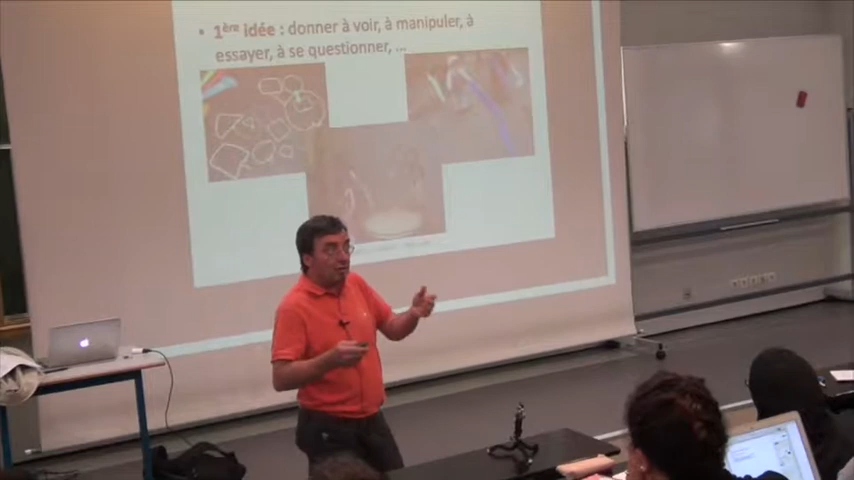 • 1ère idée : donner à voir, à manipuler, à
essayer, à se questionner, …